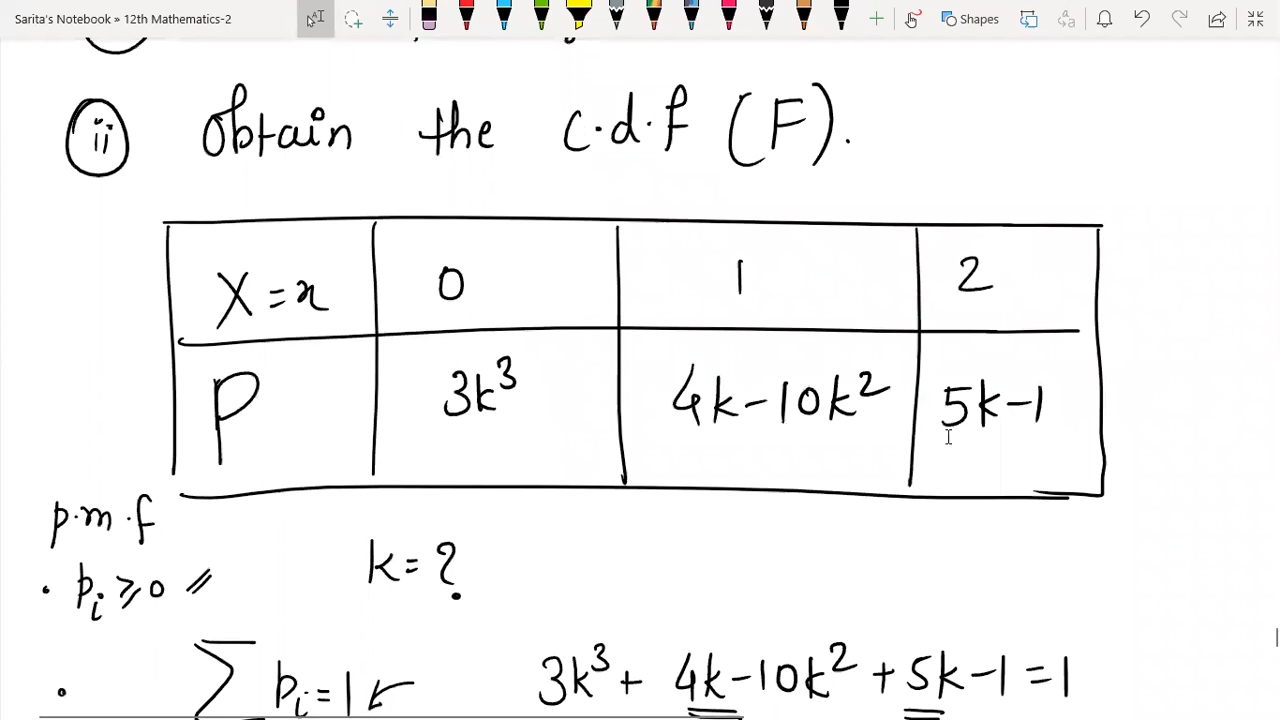 Sarita's Notebook » 12th Mathematics-2
Shapes
ii obtain the c.d.f (F).
X = x 0 1 2
P 3k³ 4k-10k² 5k-1
p.m.f
k = ?
• pᵢ ≥ 0 //
• Σ pᵢ = 1 ← 3k³ + 4k-10k² + 5k-1 = 1